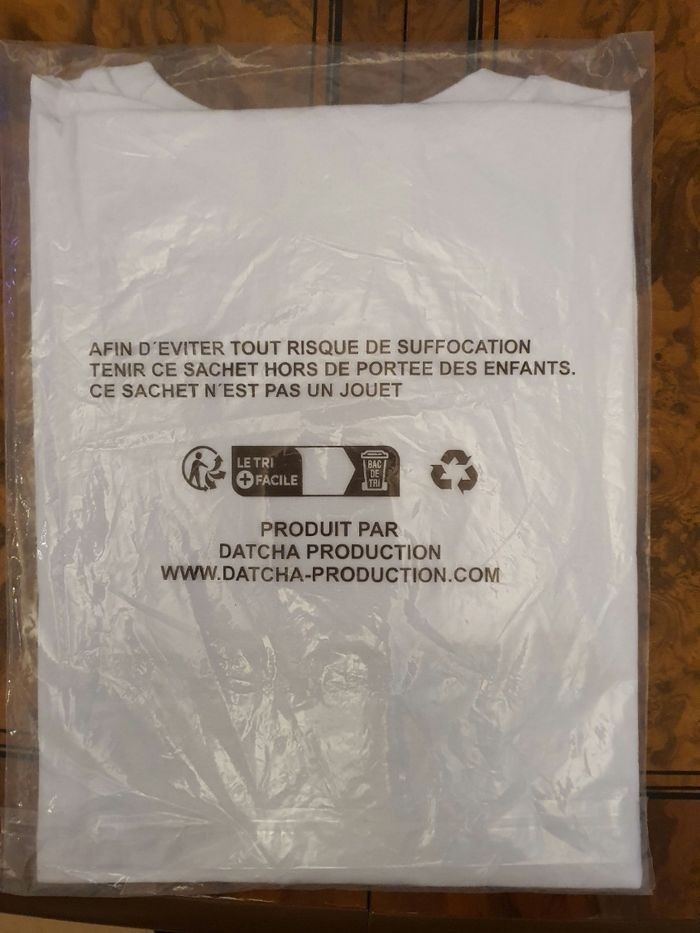 AFIN D´EVITER TOUT RISQUE DE SUFFOCATION
TENIR CE SACHET HORS DE PORTEE DES ENFANTS.
CE SACHET N´EST PAS UN JOUET
LE TRI
+ FACILE
BAC
DE
TRI
PRODUIT PAR
DATCHA PRODUCTION
WWW.DATCHA-PRODUCTION.COM